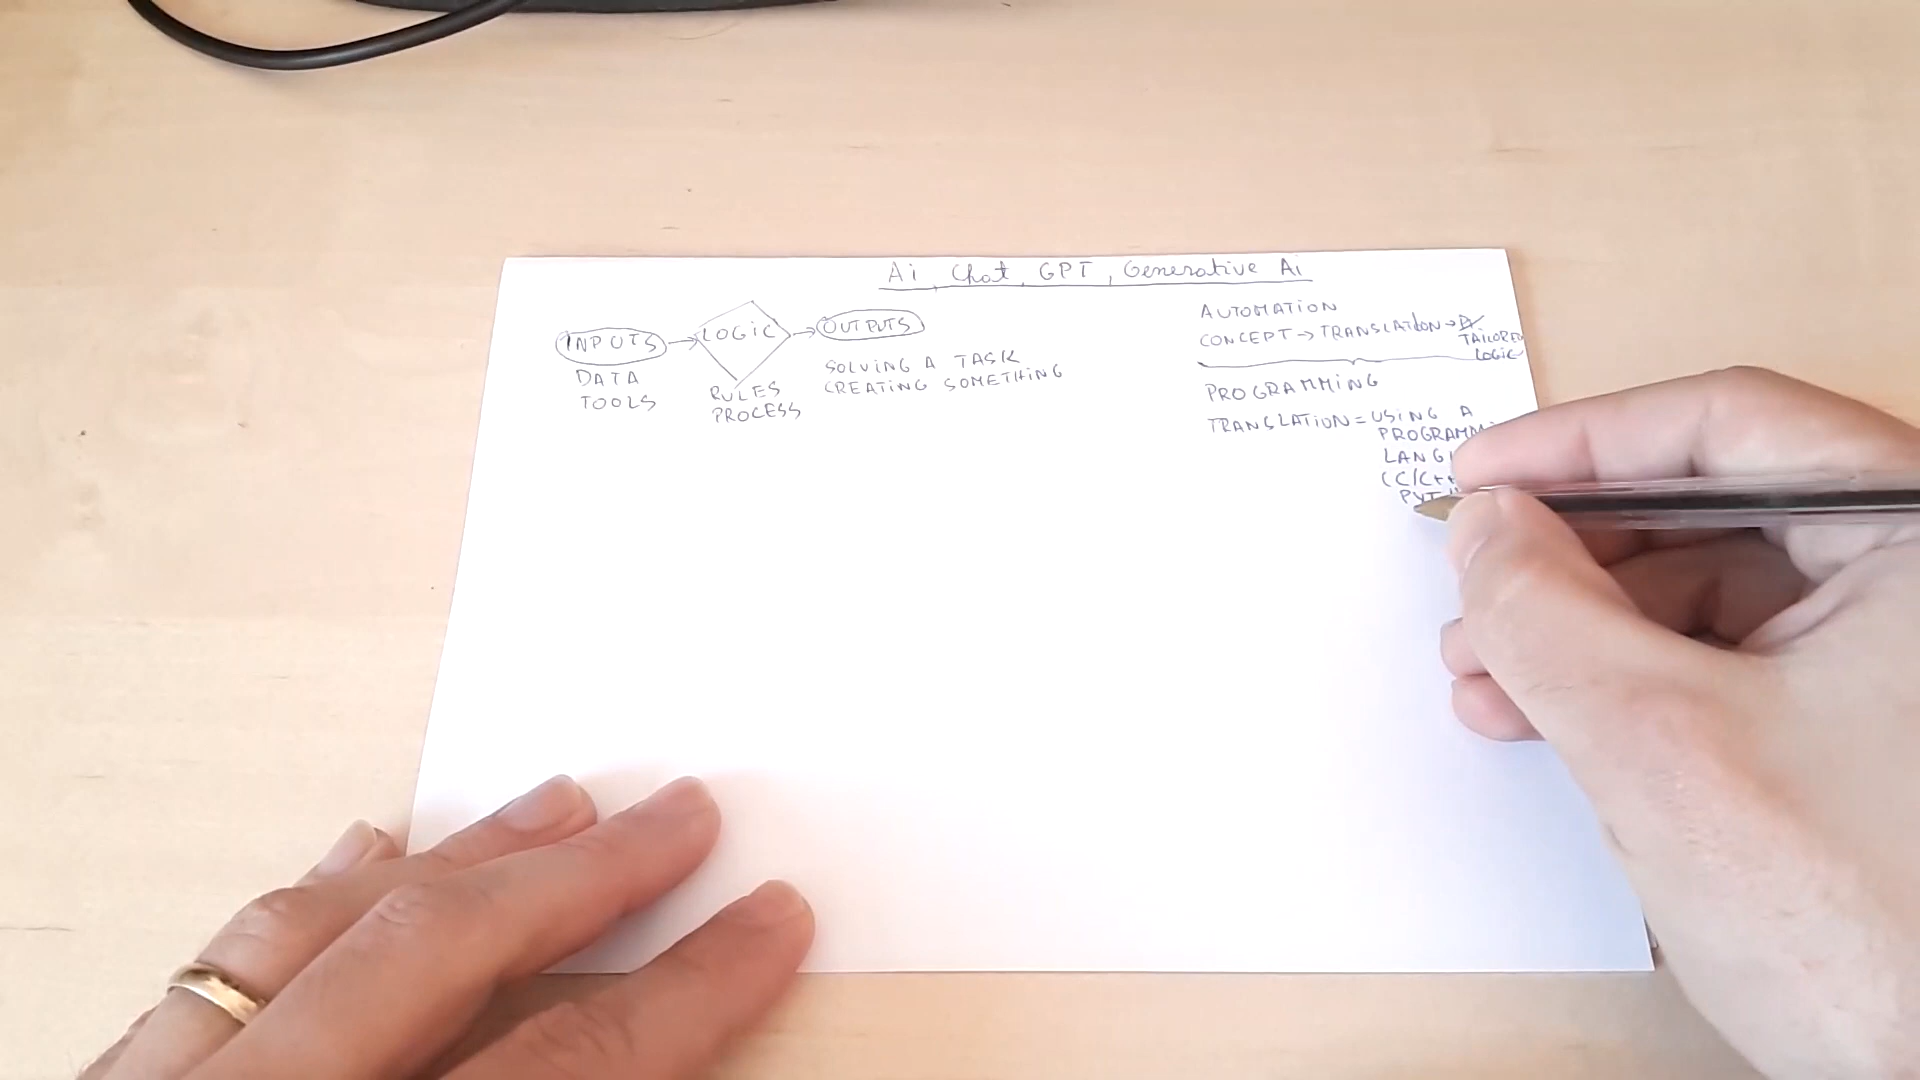 Ai, Chat, GPT, Generative Ai
INPUTS → LOGIC → OUTPUTS
DATA
TOOLS
RULES
PROCESS
SOLVING A TASK
CREATING SOMETHING
AUTOMATION
CONCEPT → TRANSLATION →
TAILORED
LOGIC
PROGRAMMING
TRANSLATION = USING A
(C/C++